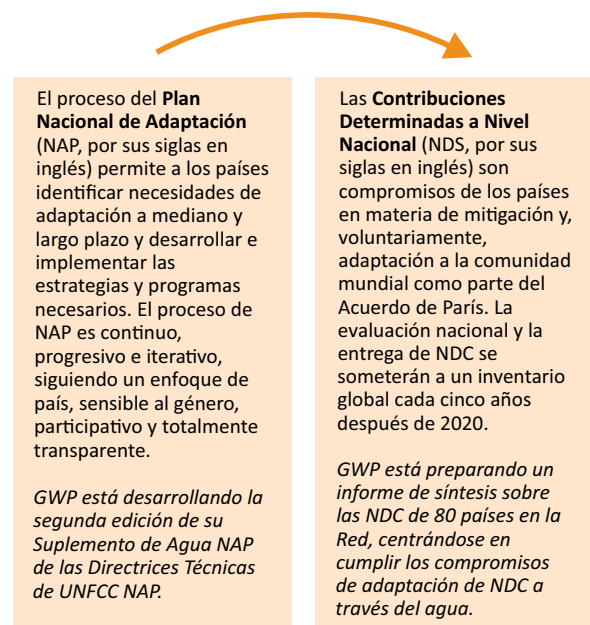 El proceso del Plan
Nacional de Adaptación
(NAP, por sus siglas en
inglés) permite a los países
identificar necesidades de
adaptación a mediano y
largo plazo y desarrollar e
implementar las
estrategias y programas
necesarios. El proceso de
NAP es continuo,
progresivo e iterativo,
siguiendo un enfoque de
país, sensible al género,
participativo y totalmente
transparente.
GWP está desarrollando la
segunda edición de su
Suplemento de Agua NAP
de las Directrices Técnicas
de UNFCC NAP.
Las Contribuciones
Determinadas a Nivel
Nacional (NDS, por sus
siglas en inglés) son
compromisos de los países
en materia de mitigación y,
voluntariamente,
adaptación a la comunidad
mundial como parte del
Acuerdo de París. La
evaluación nacional y la
entrega de NDC se
someterán a un inventario
global cada cinco años
después de 2020.
GWP está preparando un
informe de síntesis sobre
las NDC de 80 países en la
Red, centrándose en
cumplir los compromisos
de adaptación de NDC a
través del agua.